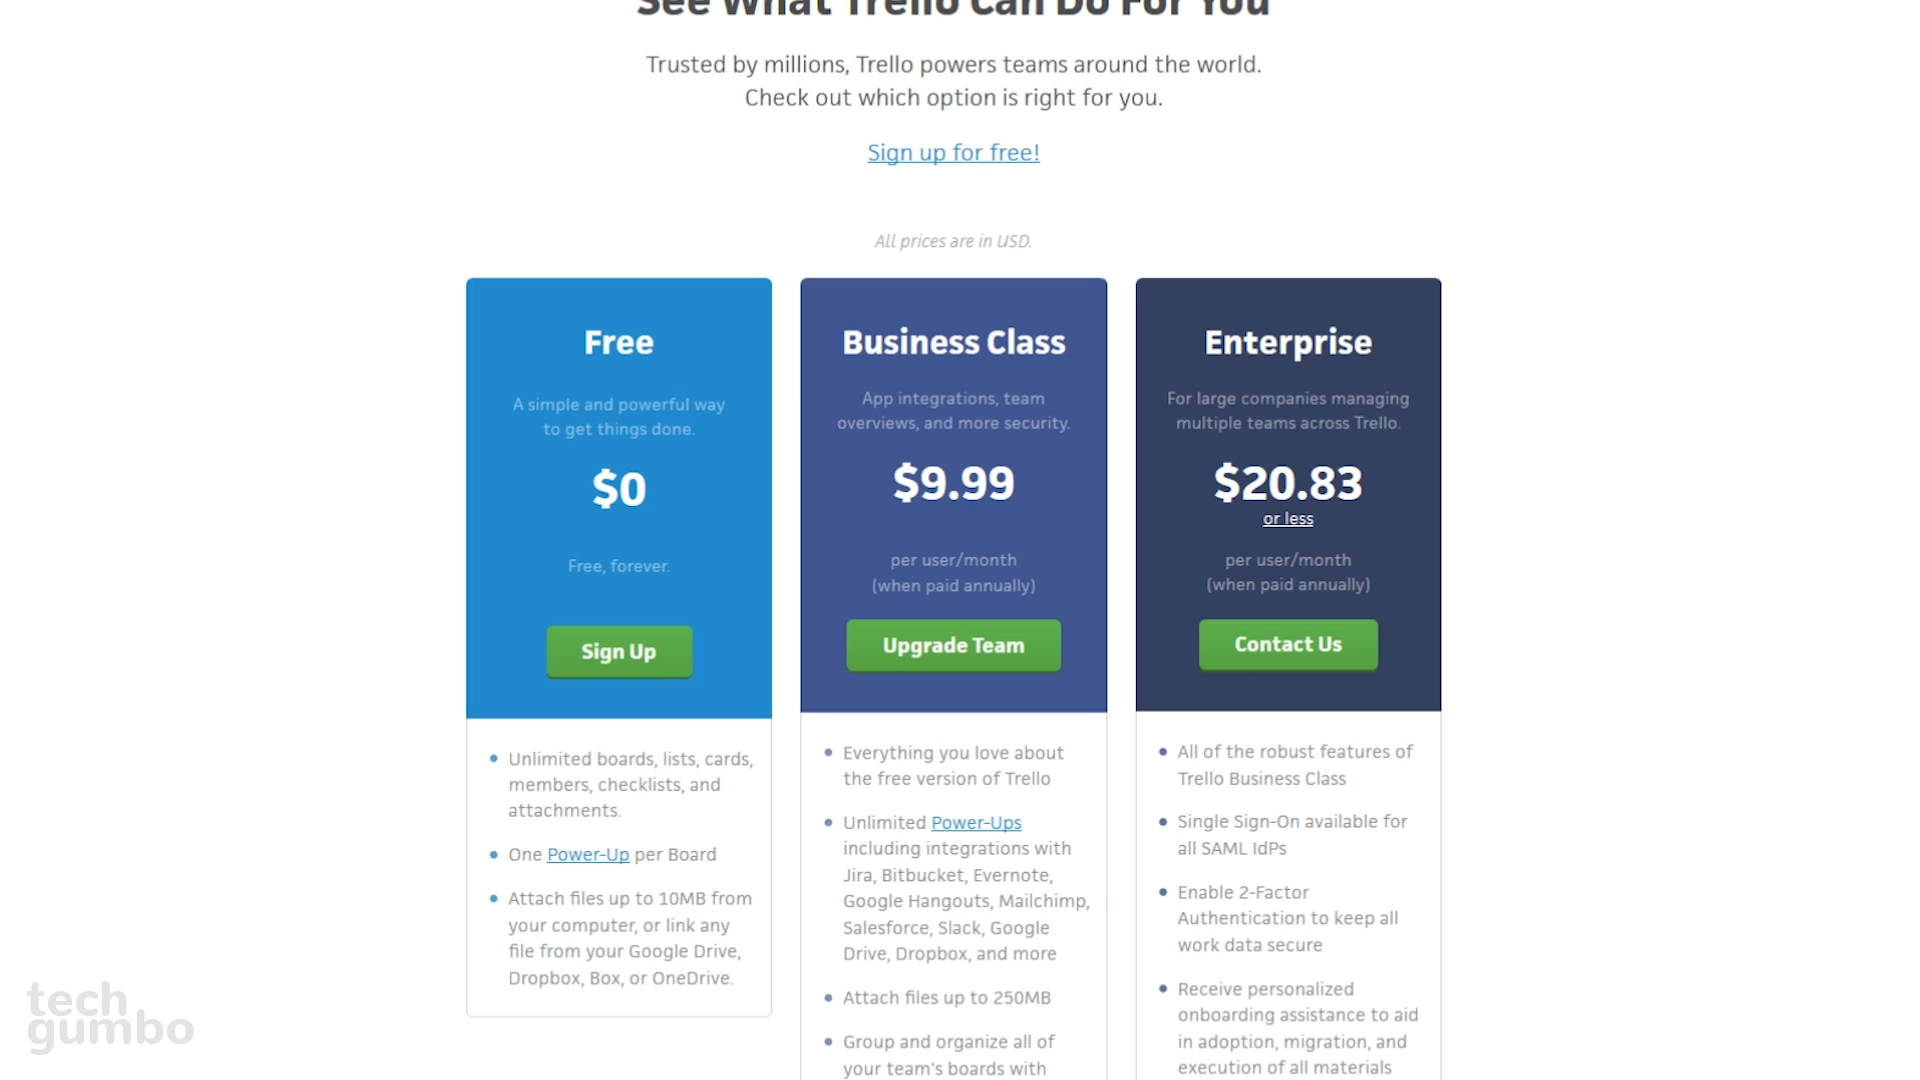 See What Trello Can Do For You
Trusted by millions, Trello powers teams around the world.
Check out which option is right for you.
Sign up for free!
All prices are in USD.
Free
A simple and powerful way
to get things done.
$0
Free, forever.
Sign Up
Unlimited boards, lists, cards,
members, checklists, and
attachments.
One Power-Up per Board
Attach files up to 10MB from
your computer, or link any
file from your Google Drive,
Dropbox, Box, or OneDrive.
Business Class
App integrations, team
overviews, and more security.
$9.99
per user/month
(when paid annually)
Upgrade Team
Everything you love about
the free version of Trello
Unlimited Power-Ups
including integrations with
Jira, Bitbucket, Evernote,
Google Hangouts, Mailchimp,
Salesforce, Slack, Google
Drive, Dropbox, and more
Attach files up to 250MB
Group and organize all of
your team's boards with
Enterprise
For large companies managing
multiple teams across Trello.
$20.83
or less
per user/month
(when paid annually)
Contact Us
All of the robust features of
Trello Business Class
Single Sign-On available for
all SAML IdPs
Enable 2-Factor
Authentication to keep all
work data secure
Receive personalized
onboarding assistance to aid
in adoption, migration, and
execution of all materials
tech
gumbo